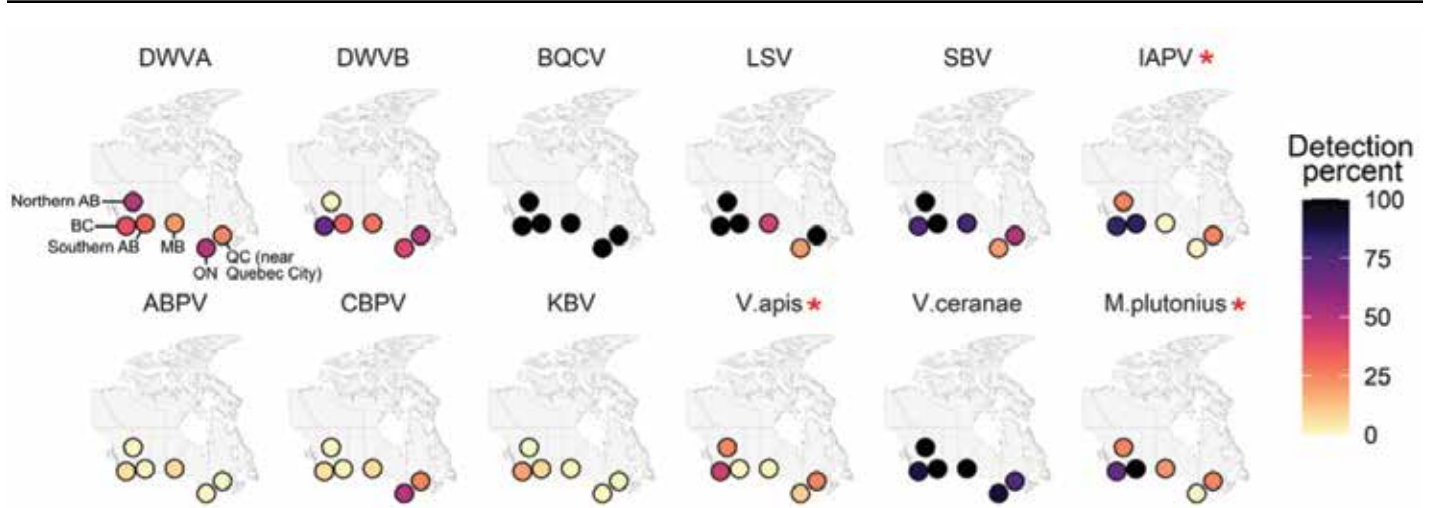 DWVA DWVB BQCV LSV SBV IAPV *
Detection
percent
100
75
50
25
0
Northern AB
BC
Southern AB
MB
ON
QC (near
Quebec City)
ABPV CBPV KBV V.apis * V.ceranae M.plutonius *